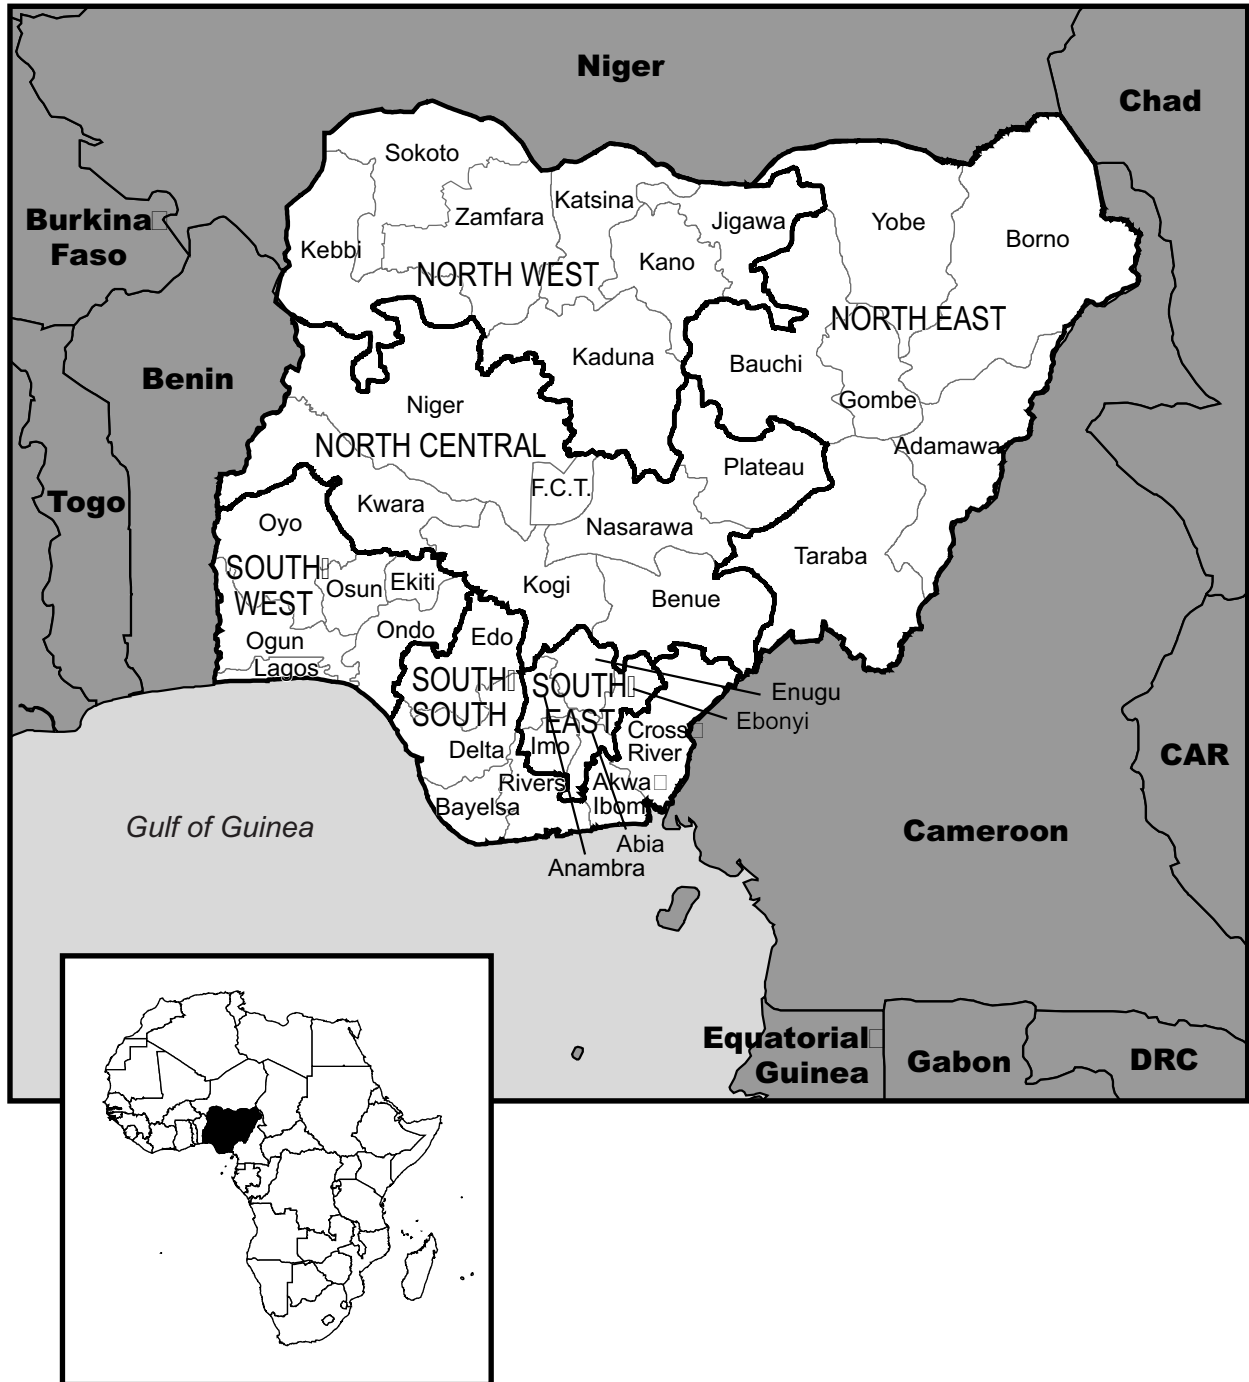 Niger
Chad
Sokoto
Katsina
Zamfara
Jigawa
Yobe
Burkina
Faso
Borno
Kebbi
Kano
NORTH WEST
NORTH EAST
Kaduna
Bauchi
Benin
Niger
Gombe
NORTH CENTRAL
Adamawa
Plateau
F.C.T.
Togo
Kwara
Oyo
Nasarawa
Taraba
SOUTH
WEST
Osun
Ekiti
Kogi
Benue
Ogun
Ondo
Edo
Lagos
SOUTH
SOUTH
SOUTH
EAST
Enugu
Ebonyi
Cross
River
Delta
Imo
CAR
Rivers
Akwa
Ibom
Bayelsa
Gulf of Guinea
Cameroon
Abia
Anambra
Equatorial
Guinea
Gabon
DRC